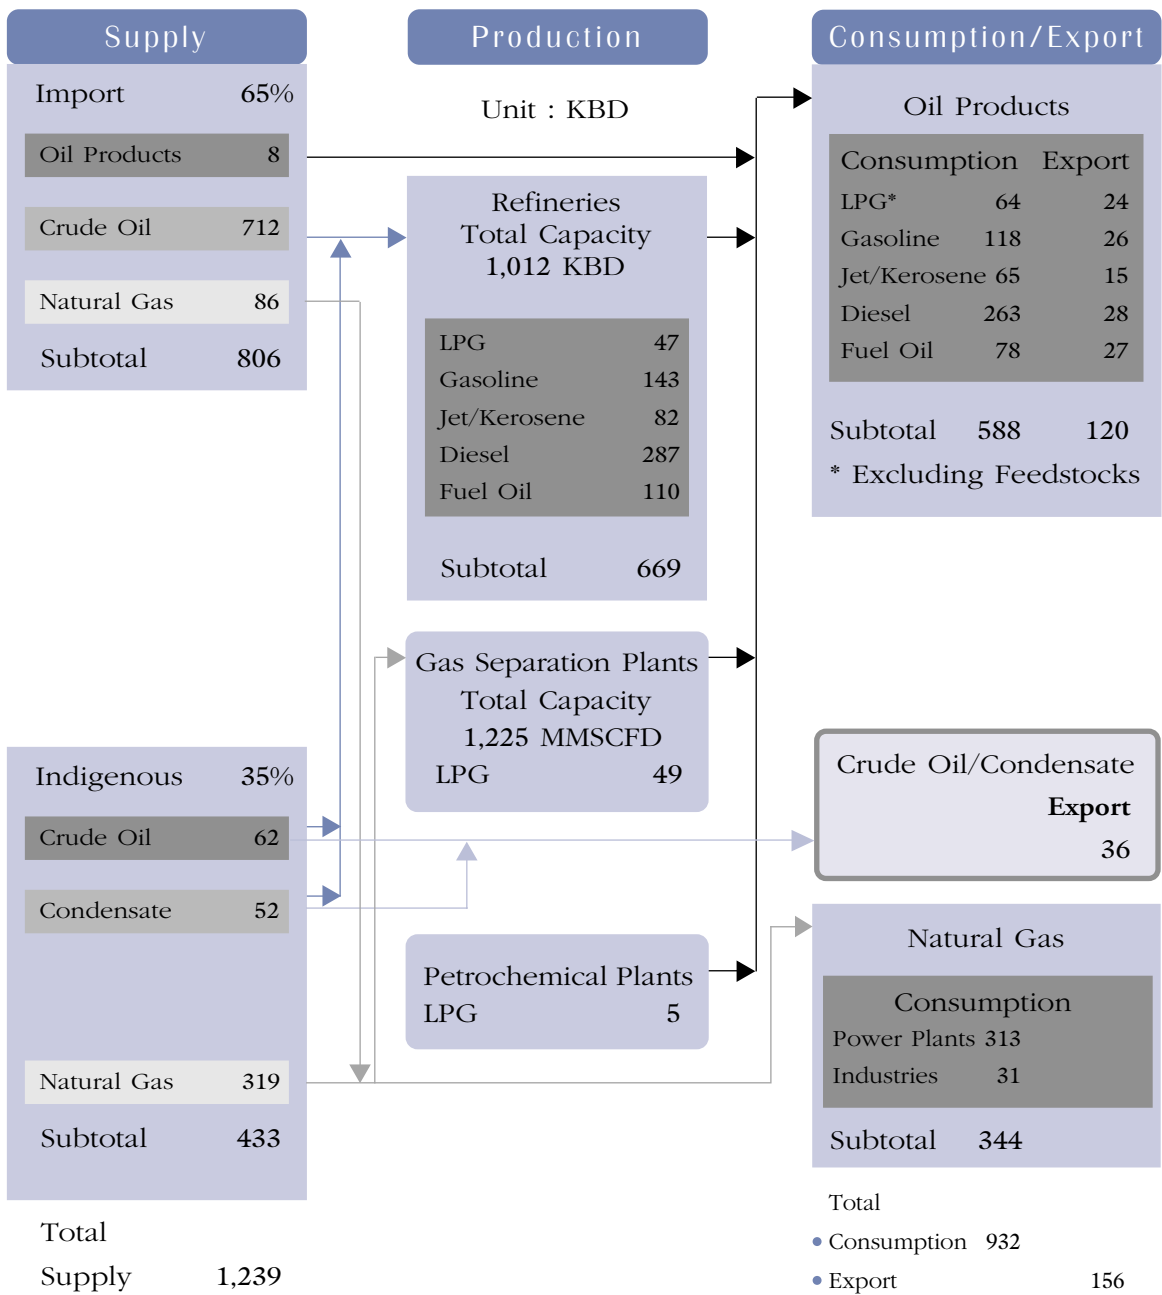 Supply
Import 65%
Oil Products 8
Crude Oil 712
Natural Gas 86
Subtotal 806
Indigenous 35%
Crude Oil 62
Condensate 52
Natural Gas 319
Subtotal 433
Total
Supply 1,239
Production
Unit : KBD
Refineries
Total Capacity
1,012 KBD
LPG 47
Gasoline 143
Jet/Kerosene 82
Diesel 287
Fuel Oil 110
Subtotal 669
Gas Separation Plants
Total Capacity
1,225 MMSCFD
LPG 49
Petrochemical Plants
LPG 5
Consumption/Export
Oil Products
Consumption Export
LPG* 64 24
Gasoline 118 26
Jet/Kerosene 65 15
Diesel 263 28
Fuel Oil 78 27
Subtotal 588 120
* Excluding Feedstocks
Crude Oil/Condensate
Export
36
Natural Gas
Consumption
Power Plants 313
Industries 31
Subtotal 344
Total
• Consumption 932
• Export 156